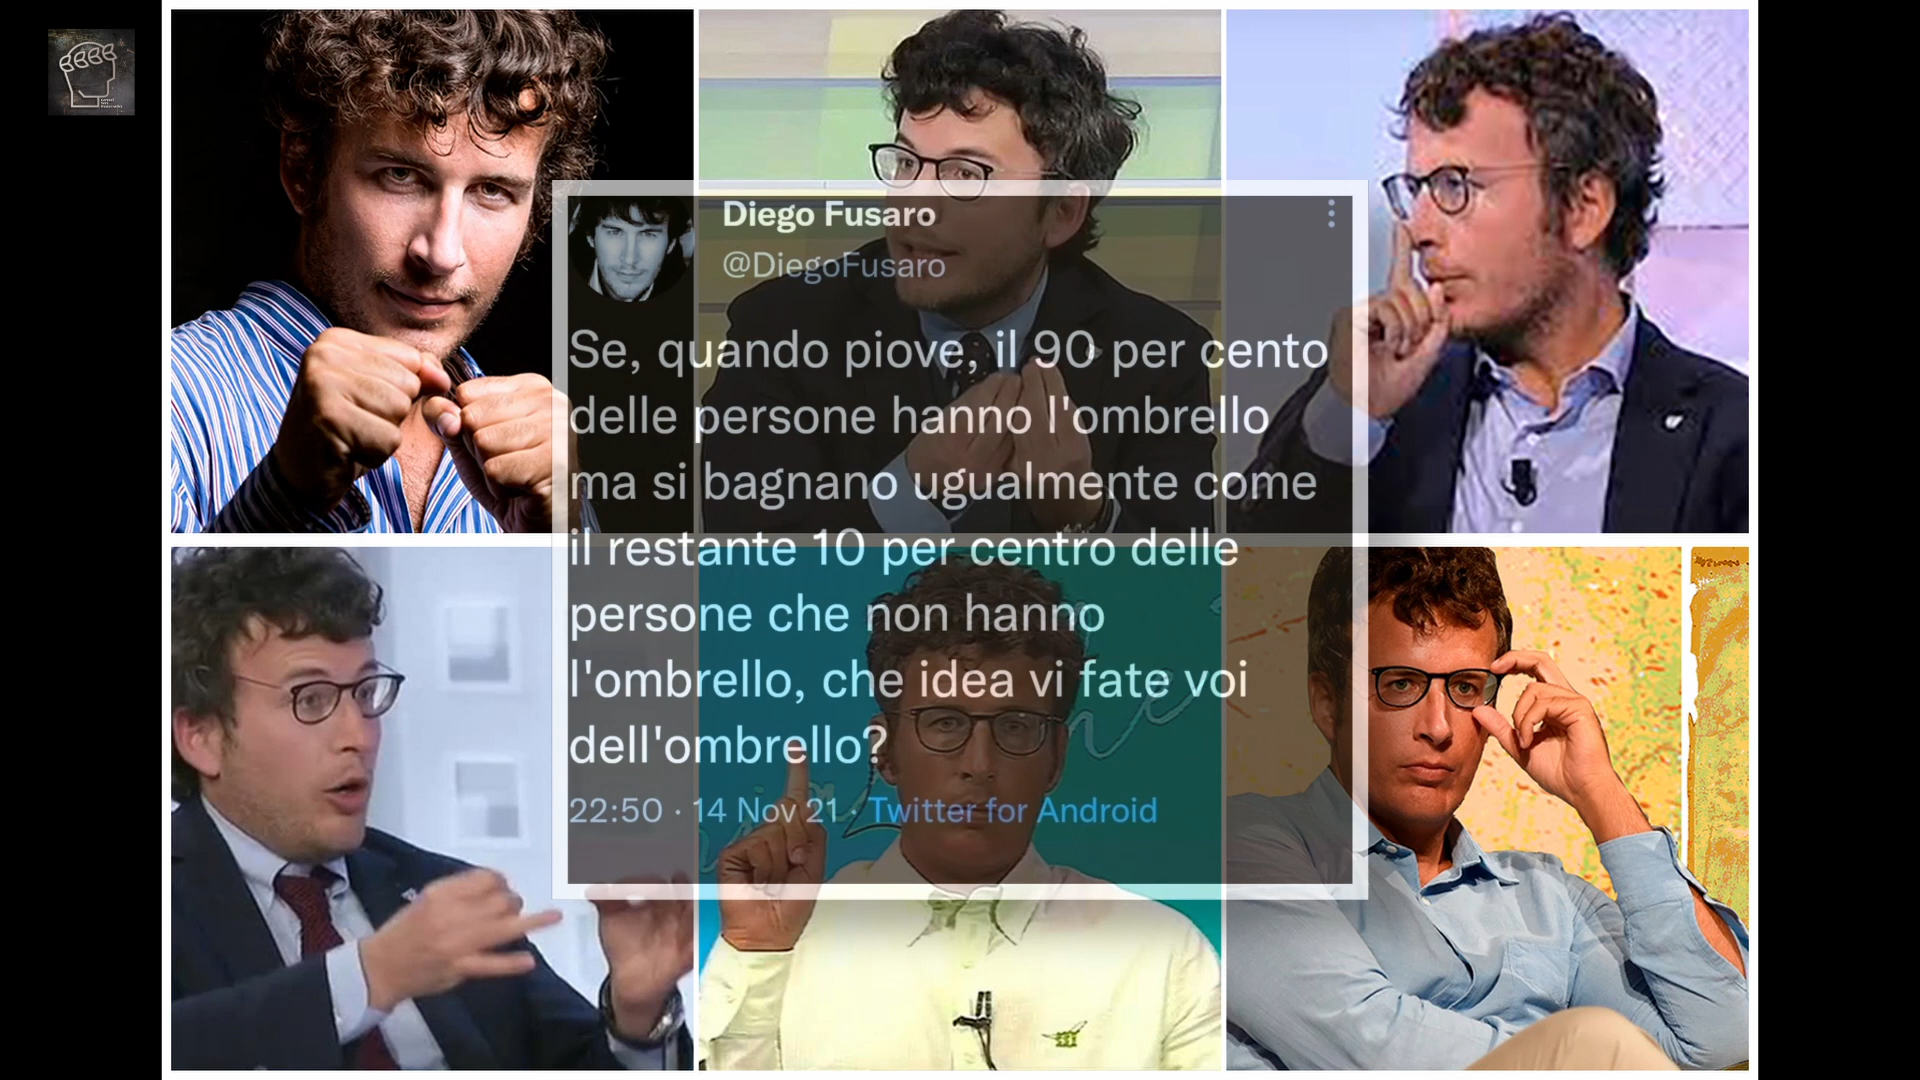 Diego Fusaro
@DiegoFusaro
Se, quando piove, il 90 per cento
delle persone hanno l'ombrello
ma si bagnano ugualmente come
il restante 10 per centro delle
persone che non hanno
l'ombrello, che idea vi fate voi
dell'ombrello?
22:50 · 14 Nov 21 · Twitter for Android